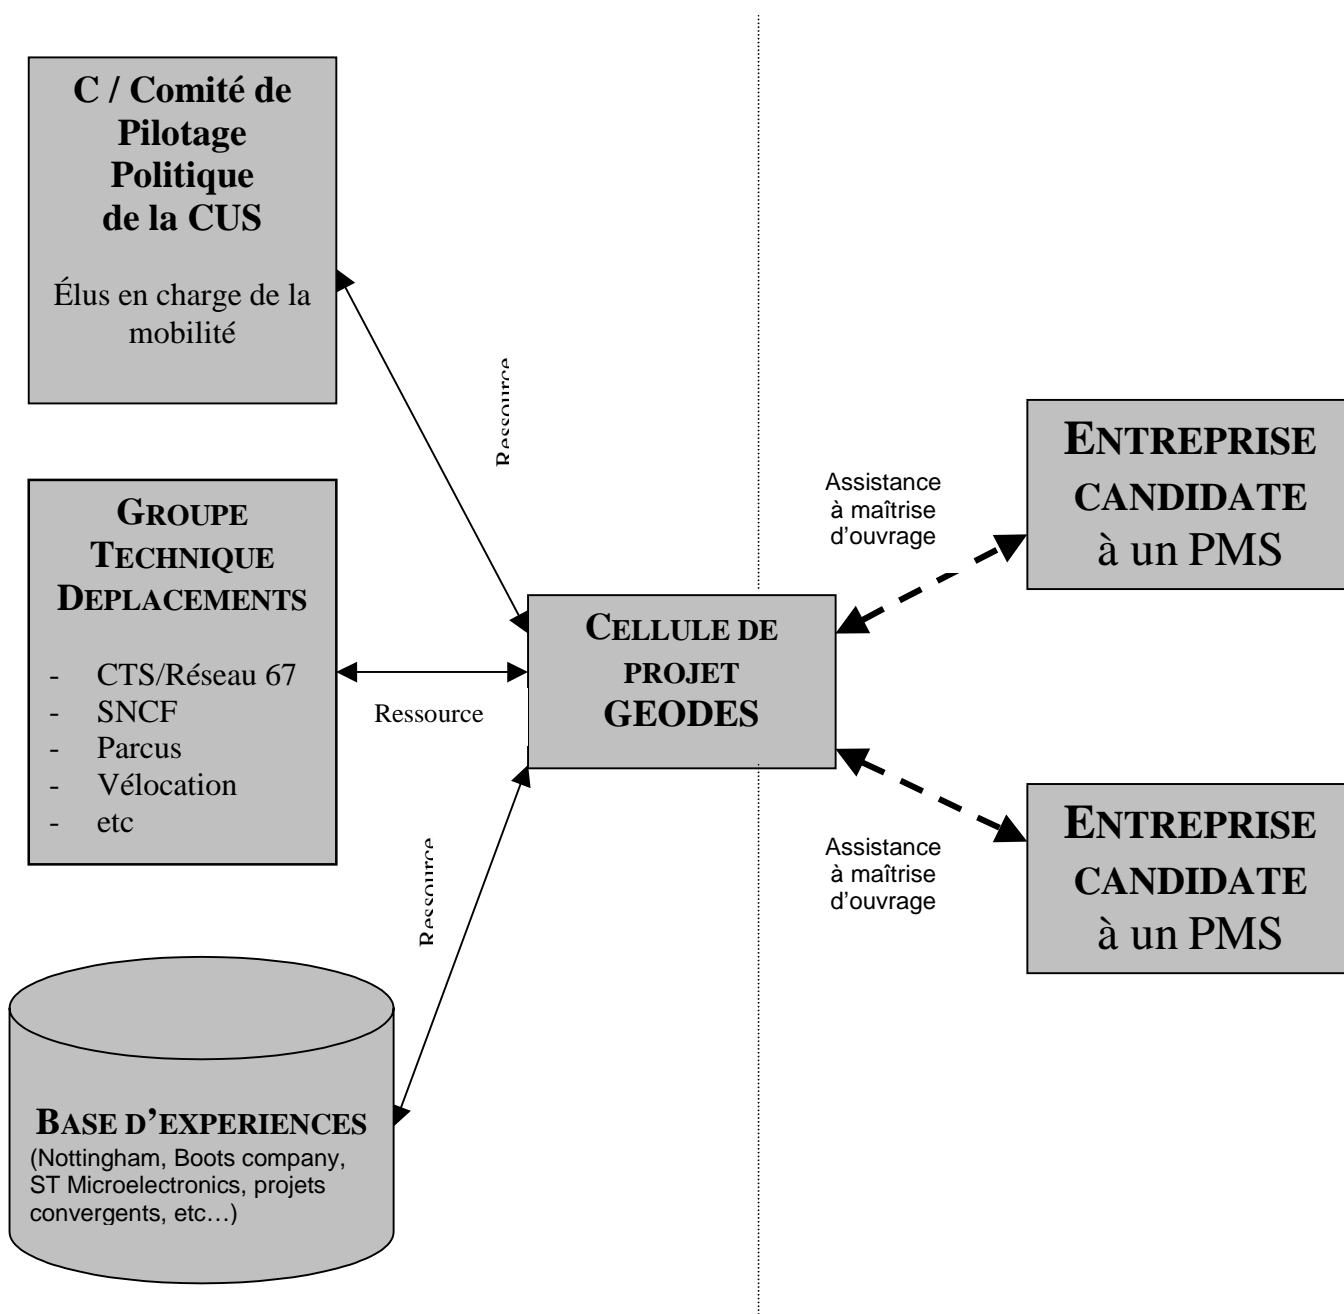 C / Comité de
Pilotage
Politique
de la CUS
Élus en charge de la
mobilité
Ressource
GROUPE
TECHNIQUE
DEPLACEMENTS
- CTS/Réseau 67
- SNCF
- Parcus
- Vélocation
- etc
Ressource
CELLULE DE
PROJET
GEODES
Assistance
à maîtrise
d’ouvrage
ENTREPRISE
CANDIDATE
à un PMS
Assistance
à maîtrise
d’ouvrage
ENTREPRISE
CANDIDATE
à un PMS
Ressource
BASE D’EXPERIENCES
(Nottingham, Boots company,
ST Microelectronics, projets
convergents, etc…)